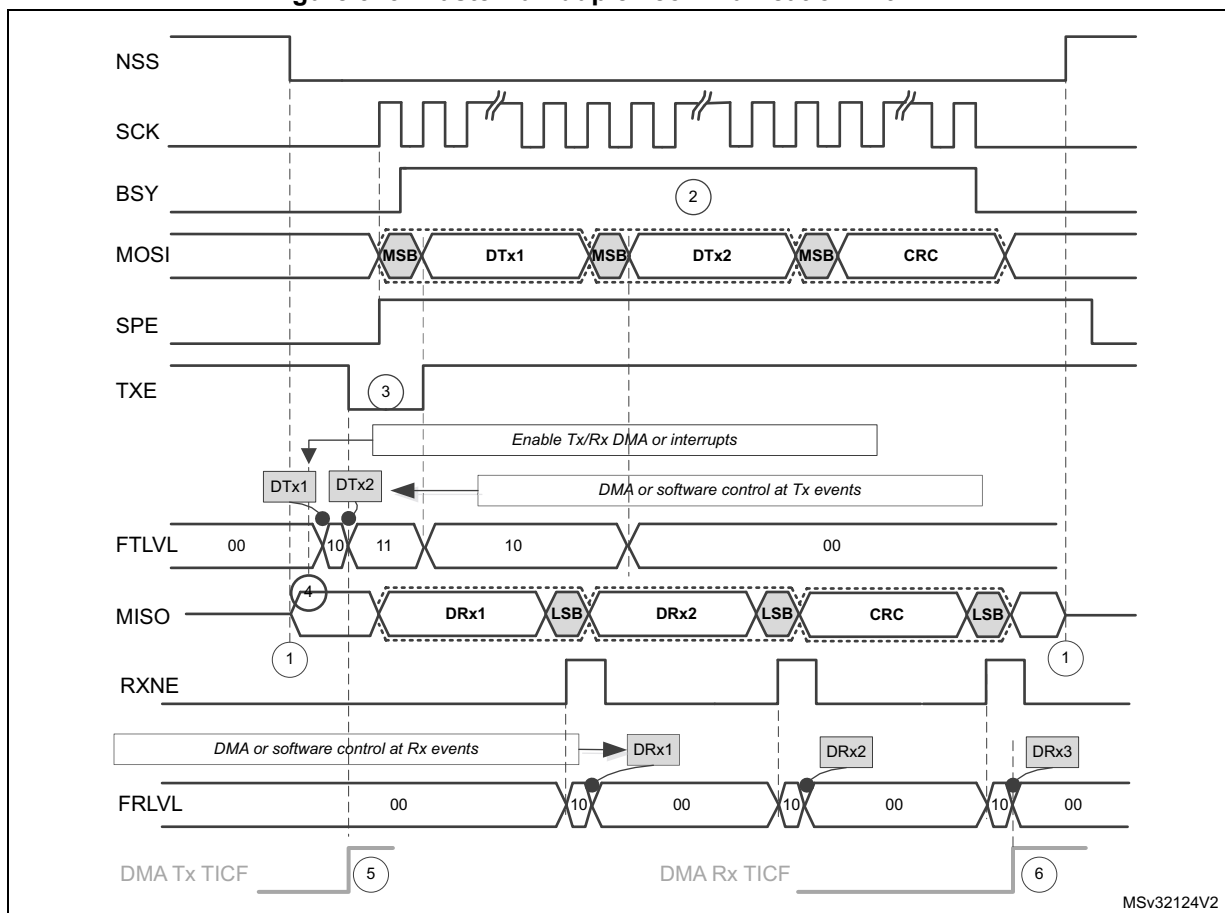 NSS
SCK
BSY
2
MOSI
MSB DTx1 MSB DTx2 MSB CRC
SPE
TXE
3
Enable Tx/Rx DMA or interrupts
DTx1 DTx2
DMA or software control at Tx events
FTLVL
00 10 11 10 00
4
MISO
DRx1 LSB DRx2 LSB CRC LSB
1 1
RXNE
DMA or software control at Rx events
DRx1 DRx2 DRx3
FRLVL
00 10 00 10 00 10 00
DMA Tx TICF 5 DMA Rx TICF 6
MSv32124V2